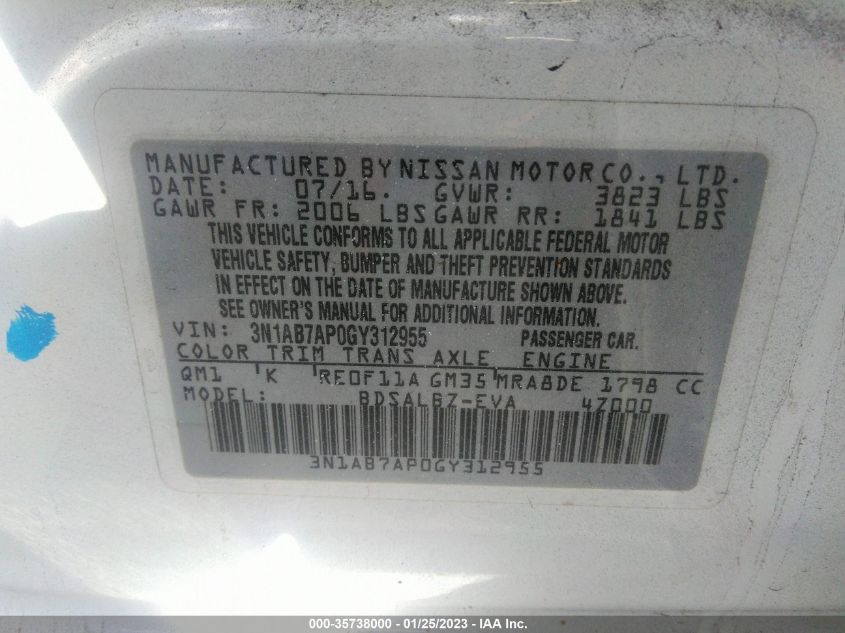 MANUFACTURED BY NISSAN MOTOR CO., LTD.
DATE: 07/16. GVWR: 3823 LBS
GAWR FR: 2006 LBS GAWR RR: 1841 LBS
THIS VEHICLE CONFORMS TO ALL APPLICABLE FEDERAL MOTOR
VEHICLE SAFETY, BUMPER AND THEFT PREVENTION STANDARDS
IN EFFECT ON THE DATE OF MANUFACTURE SHOWN ABOVE.
SEE OWNER'S MANUAL FOR ADDITIONAL INFORMATION.
VIN: 3N1AB7AP0GY312955 PASSENGER CAR.
COLOR TRIM TRANS AXLE ENGINE
QM1 K RE0F11A GM35 MRA8DE 1798 CC
MODEL: BDSALBZ-EVA 4Z000
3N1AB7AP0GY312955
000-35738000 - 01/25/2023 - IAA Inc.